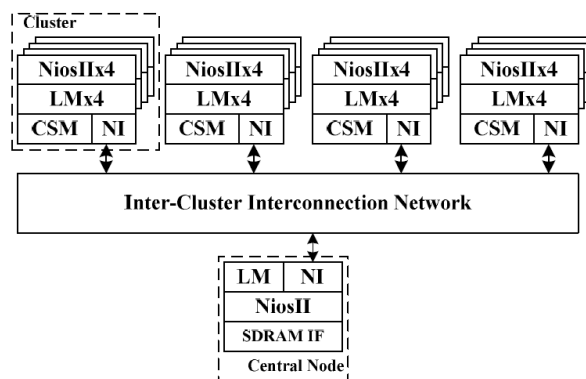 Cluster
NiosIIx4 NiosIIx4 NiosIIx4 NiosIIx4
LMx4 LMx4 LMx4 LMx4
CSM NI CSM NI CSM NI CSM NI
Inter-Cluster Interconnection Network
LM NI
NiosII
SDRAM IF
Central Node